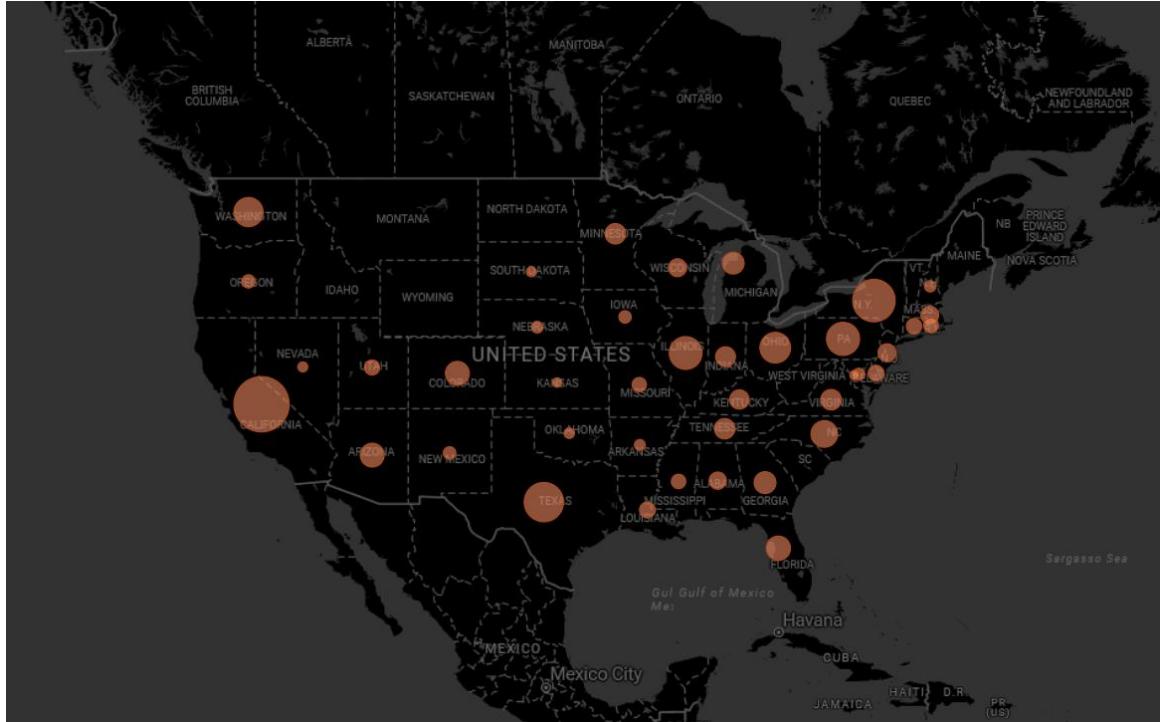 ALBERTA
MANITOBA
BRITISH
COLUMBIA
SASKATCHEWAN
ONTARIO
QUEBEC
NEWFOUNDLAND
AND LABRADOR
NORTH DAKOTA
WASHINGTON
MONTANA
MINNESOTA
NB
PRINCE
EDWARD
ISLAND
MAINE
NOVA SCOTIA
VT.
OREGON
IDAHO
SOUTH DAKOTA
WISCONSIN
MICHIGAN
WYOMING
IOWA
N.Y.
MASS
NEBRASKA
UNITED STATES
NEVADA
UTAH
COLORADO
KANSAS
MISSOURI
ILLINOIS
INDIANA
OHIO
PA
WEST VIRGINIA
DELAWARE
KENTUCKY
VIRGINIA
CALIFORNIA
TENNESSEE
NC
OKLAHOMA
ARKANSAS
ARIZONA
NEW MEXICO
SC
MISSISSIPPI
ALABAMA
GEORGIA
TEXAS
LOUISIANA
FLORIDA
Sargasso Sea
Gul Gulf of Mexico
Me:
Havana
CUBA
MEXICO
Mexico City
HAITI
D.R.
JAMAICA
PR
(US)